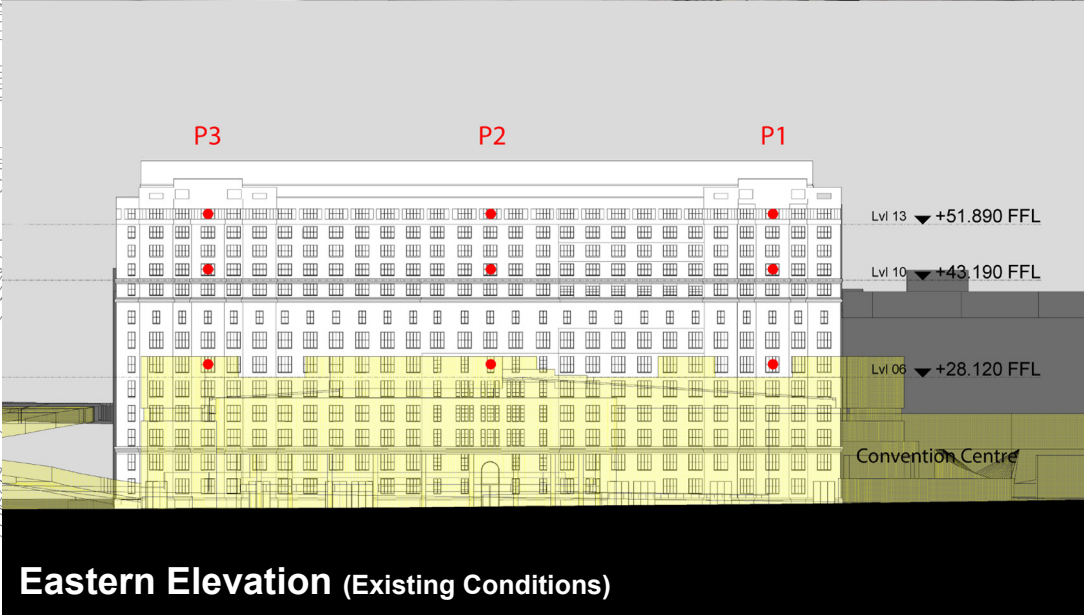 P3 P2 P1
Lvl 13 +51.890 FFL
Lvl 10 +43.190 FFL
Lvl 06 +28.120 FFL
Convention Centre
Eastern Elevation (Existing Conditions)